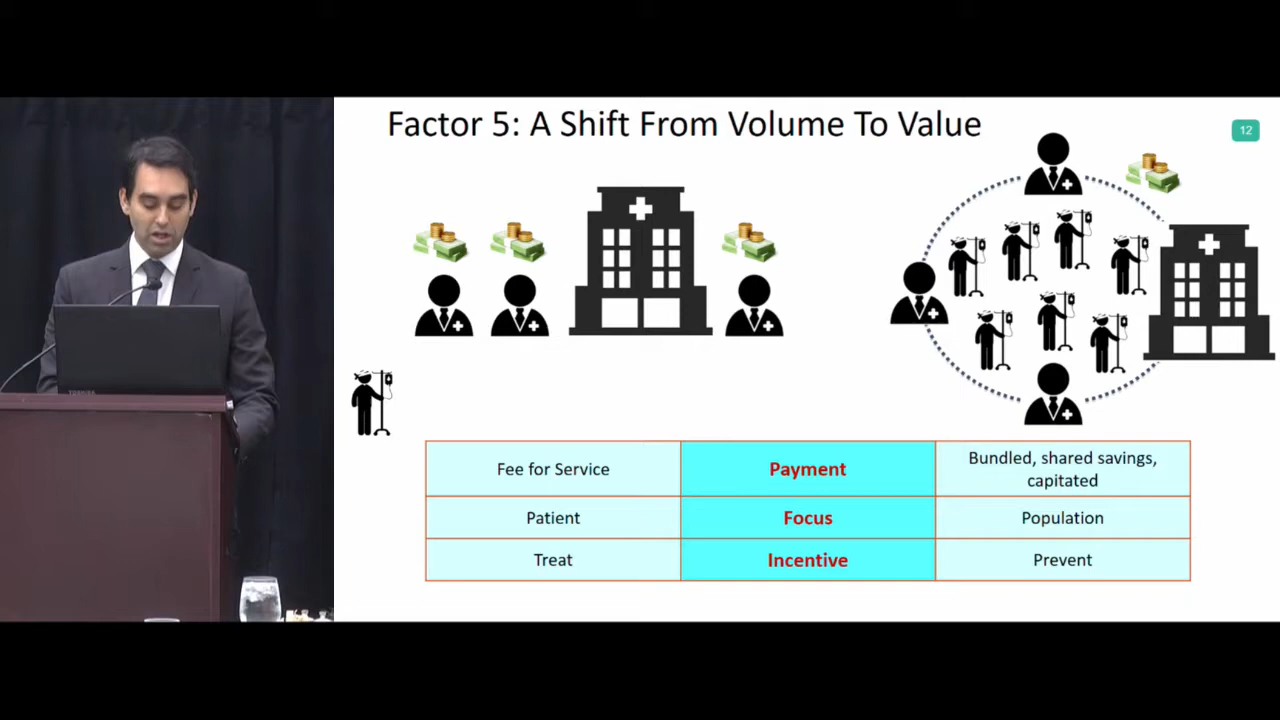 Factor 5: A Shift From Volume To Value
12
Fee for Service
Payment
Bundled, shared savings,
capitated
Patient
Focus
Population
Treat
Incentive
Prevent
TOSHIBA